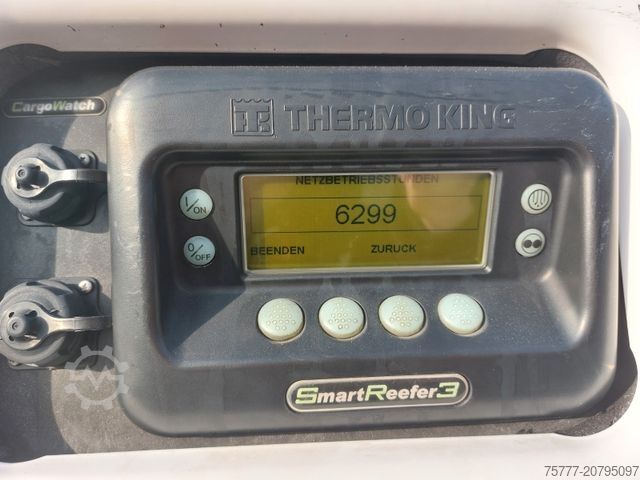 CargoWatch
THERMO KING
NETZBETRIEBSSTUNDEN
I/ON
6299
0/OFF
BEENDEN ZURUCK
SmartReefer3
75777-20795097